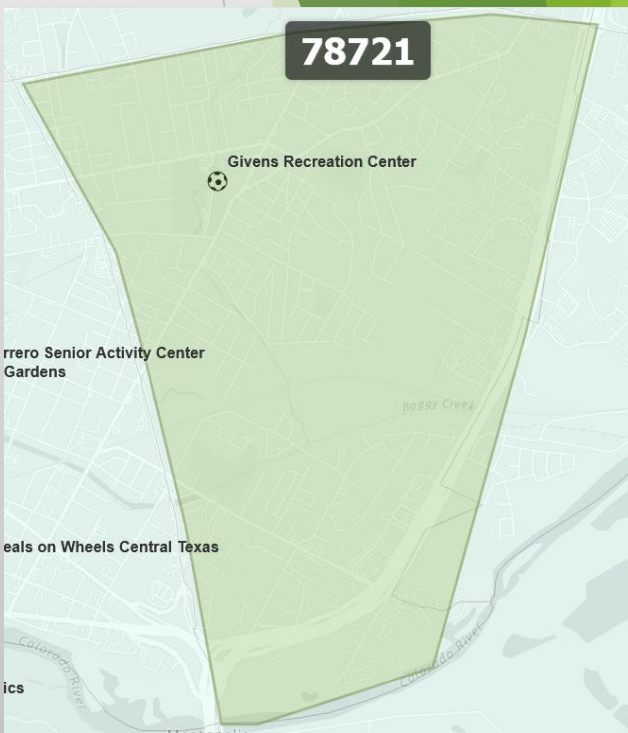 78721
Givens Recreation Center
rrero Senior Activity Center
Gardens
Boggy Creek
eals on Wheels Central Texas
Colorado River
Colorado River
ics